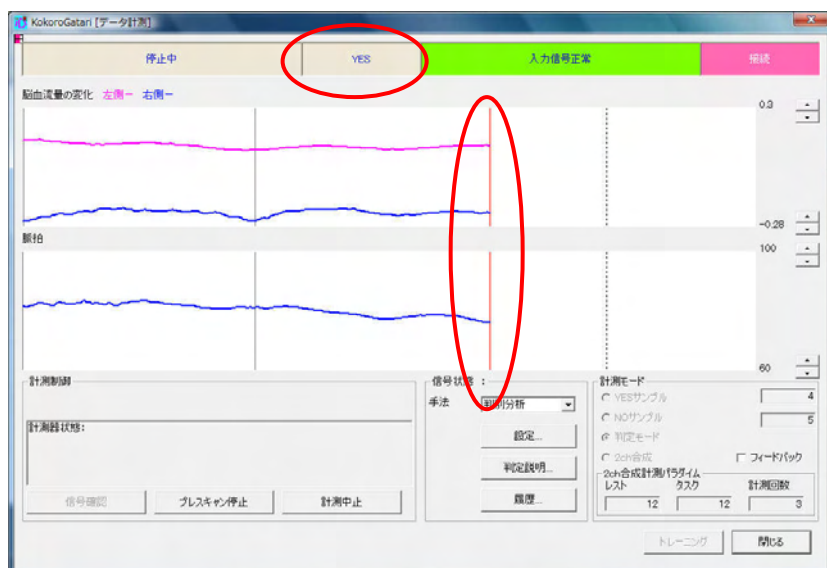 KokoroGatari [データ計測]
停止中 YES 入力信号正常 接続
脳血流量の変化 左側ー 右側ー
0.3
-0.28
脈拍
100
60
計測制御
計測器状態:
信号確認 プレスキャン停止 計測中止
信号状態 :
手法 判別分析
設定...
判定説明...
履歴...
計測モード
YESサンプル 4
NOサンプル 5
判定モード
2ch合成 フィードバック
2ch合成計測パラダイム
レスト タスク 計測回数
12 12 3
トレーニング 閉じる